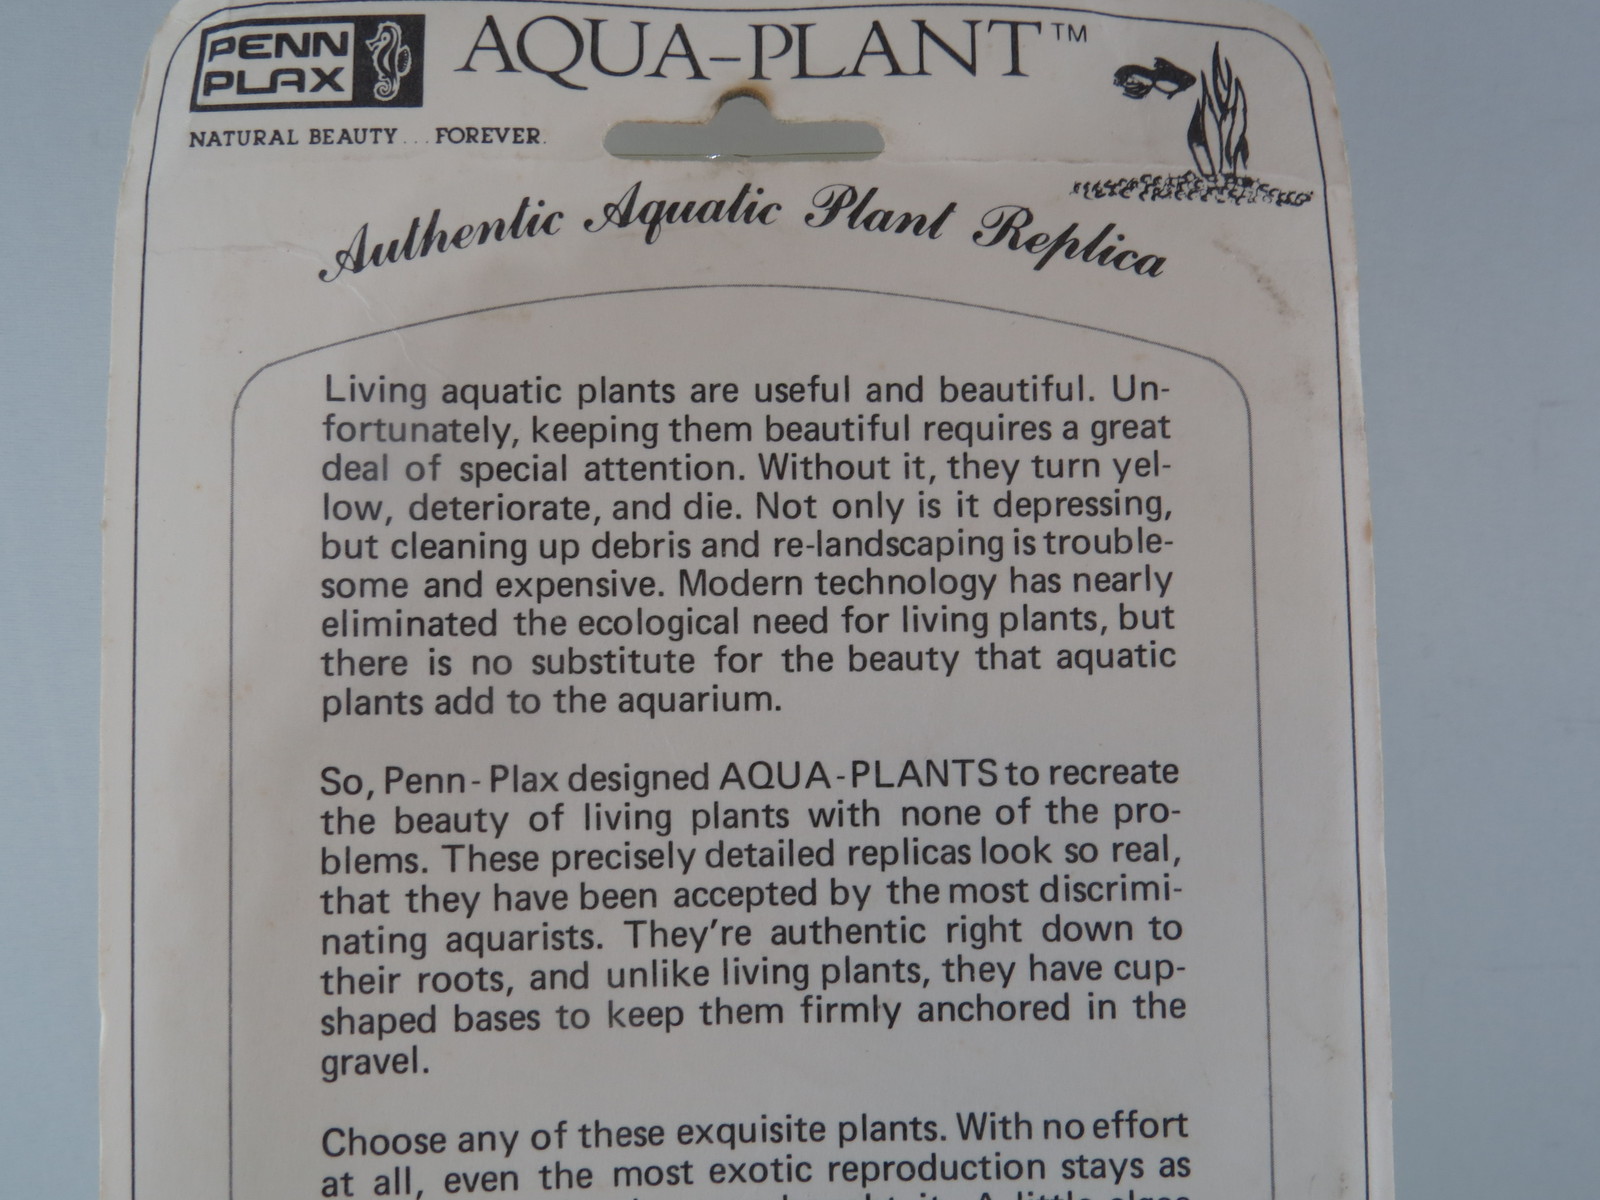 PENN
PLAX
AQUA-PLANT™
NATURAL BEAUTY...FOREVER.
Authentic Aquatic Plant Replica
Living aquatic plants are useful and beautiful. Un-
fortunately, keeping them beautiful requires a great
deal of special attention. Without it, they turn yel-
low, deteriorate, and die. Not only is it depressing,
but cleaning up debris and re-landscaping is trouble-
some and expensive. Modern technology has nearly
eliminated the ecological need for living plants, but
there is no substitute for the beauty that aquatic
plants add to the aquarium.
So, Penn-Plax designed AQUA-PLANTS to recreate
the beauty of living plants with none of the pro-
blems. These precisely detailed replicas look so real,
that they have been accepted by the most discrimi-
nating aquarists. They're authentic right down to
their roots, and unlike living plants, they have cup-
shaped bases to keep them firmly anchored in the
gravel.
Choose any of these exquisite plants. With no effort
at all, even the most exotic reproduction stays as
A little algae